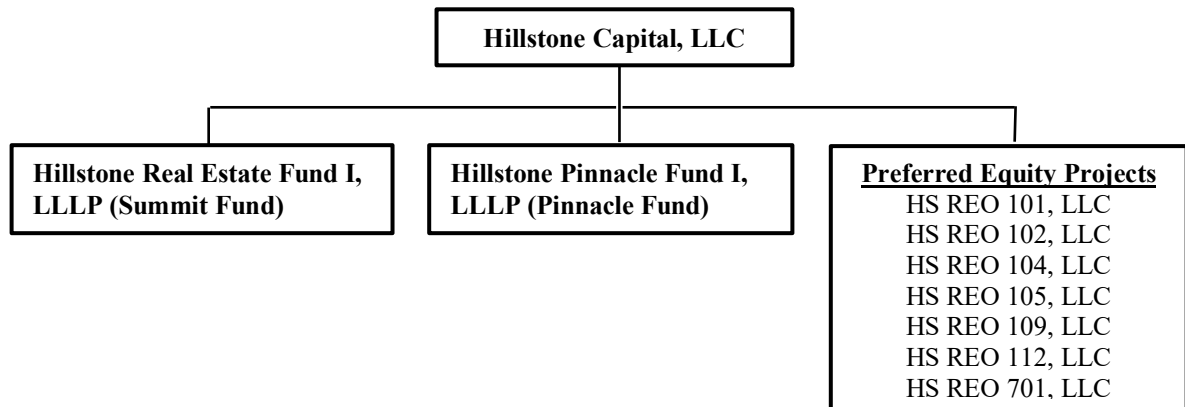 Hillstone Capital, LLC
Hillstone Real Estate Fund I,
LLLP (Summit Fund)
Hillstone Pinnacle Fund I,
LLLP (Pinnacle Fund)
Preferred Equity Projects
HS REO 101, LLC
HS REO 102, LLC
HS REO 104, LLC
HS REO 105, LLC
HS REO 109, LLC
HS REO 112, LLC
HS REO 701, LLC